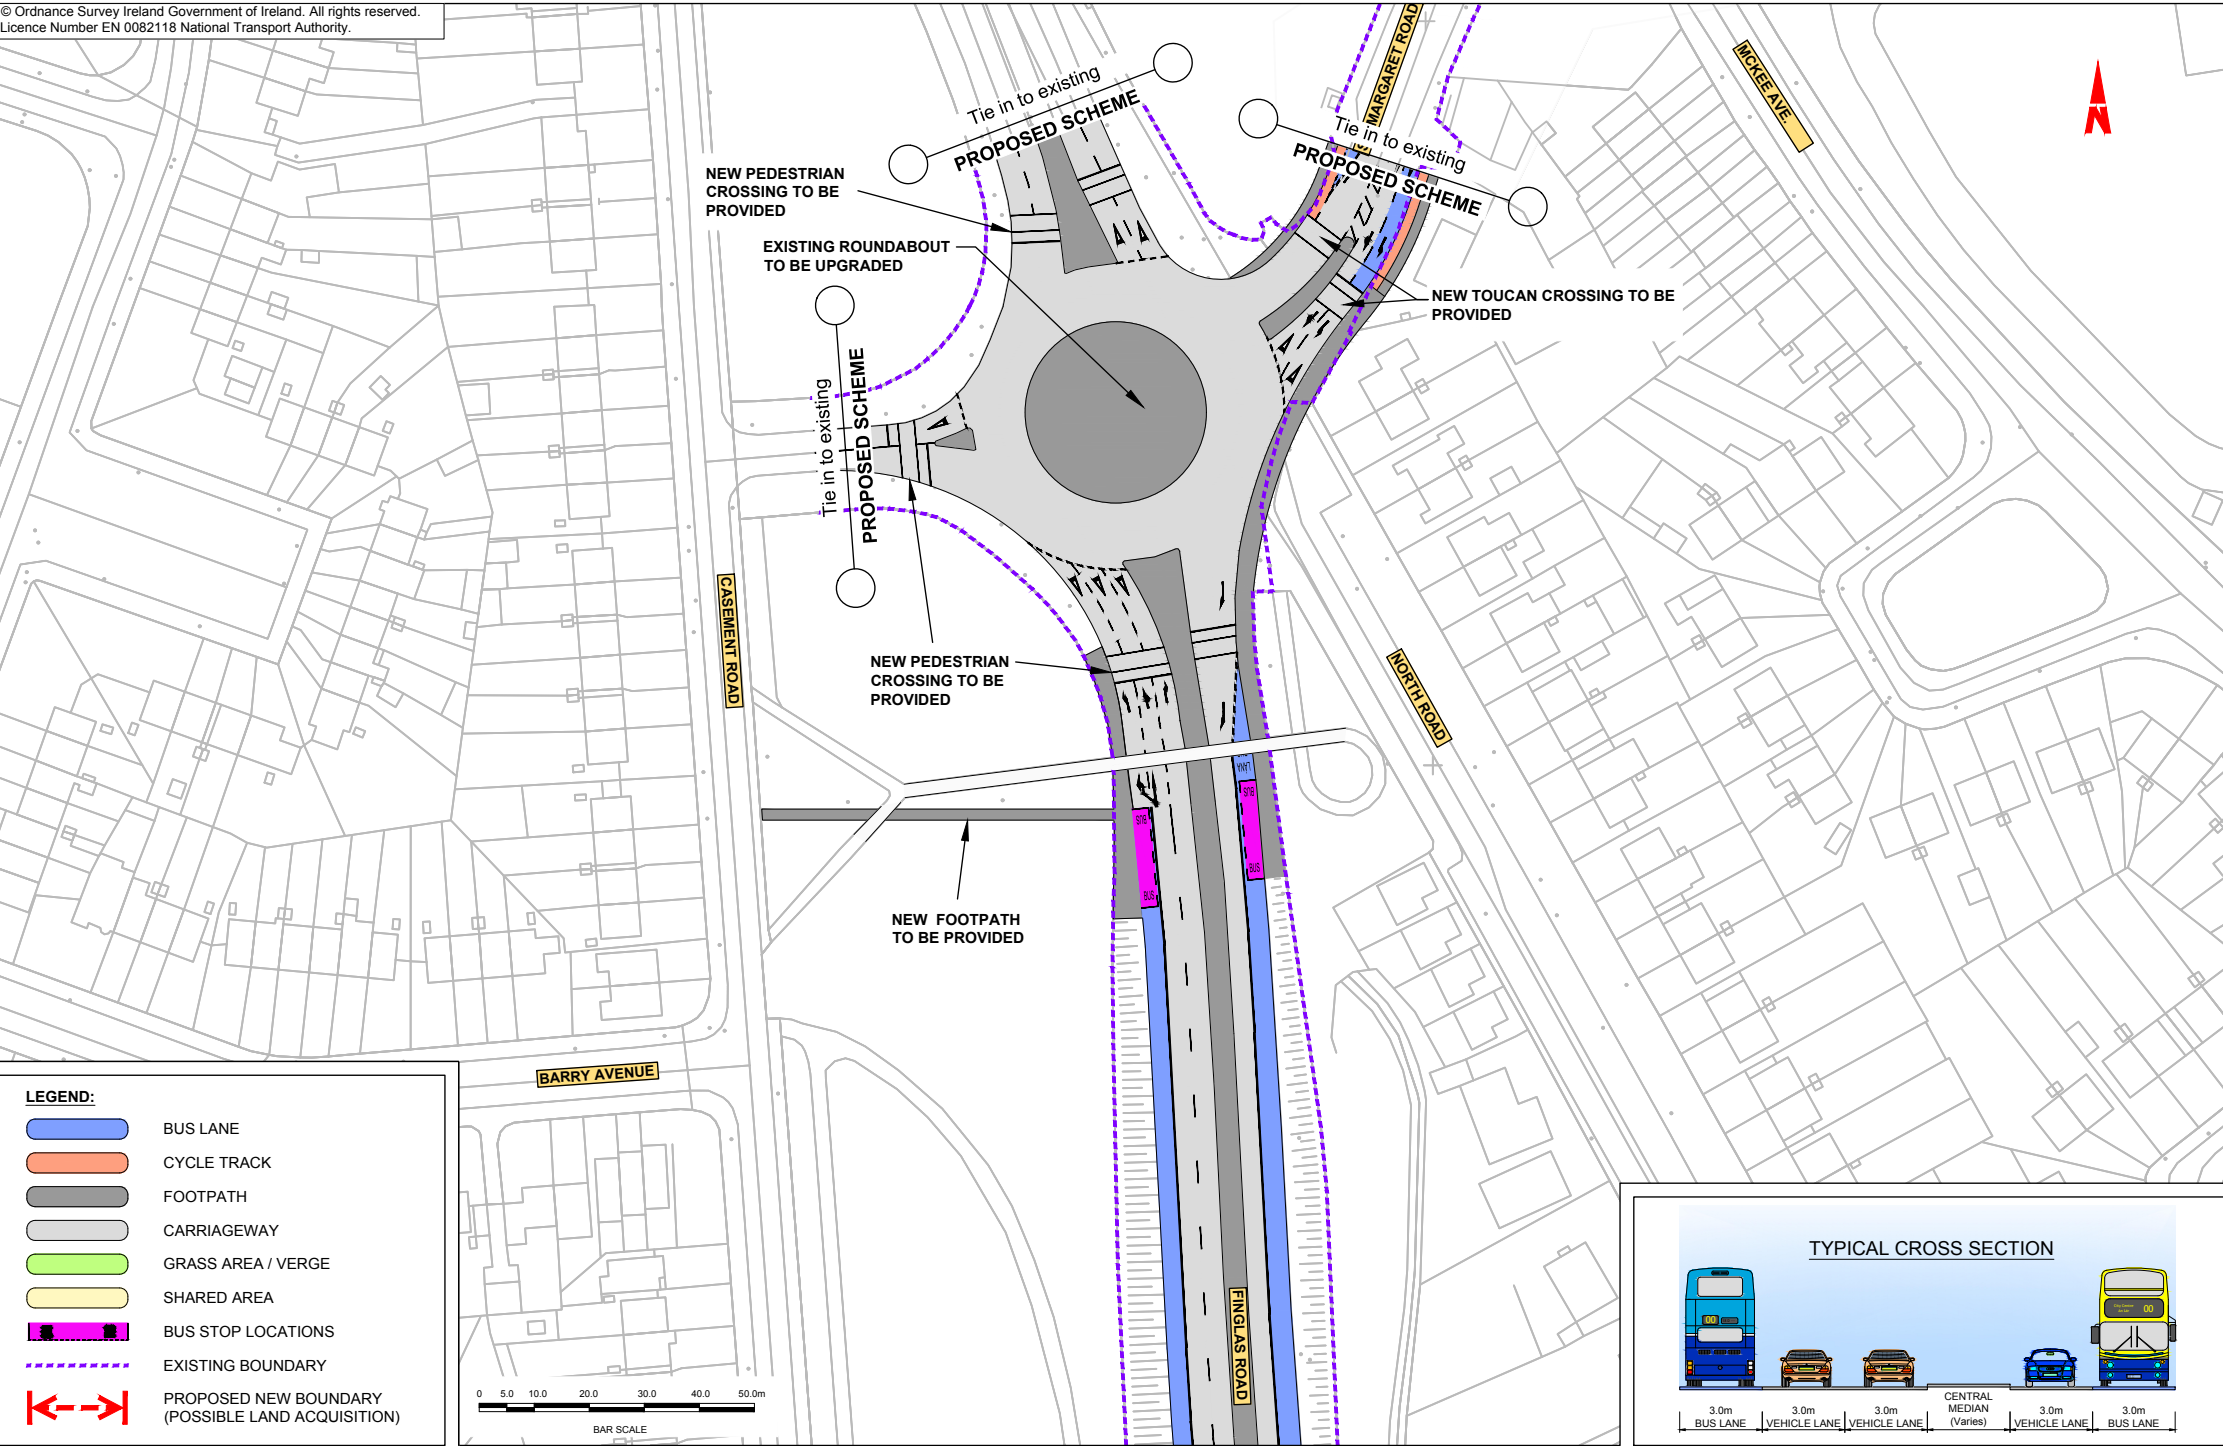 © Ordnance Survey Ireland Government of Ireland. All rights reserved.
Licence Number EN 0082118 National Transport Authority.
Tie in to existing
PROPOSED SCHEME
MARGARET ROAD
Tie in to existing
PROPOSED SCHEME
MCKEE AVE.
N
NEW PEDESTRIAN
CROSSING TO BE
PROVIDED
EXISTING ROUNDABOUT
TO BE UPGRADED
NEW TOUCAN CROSSING TO BE
PROVIDED
Tie in to existing
PROPOSED SCHEME
CASEMENT ROAD
NEW PEDESTRIAN
CROSSING TO BE
PROVIDED
NORTH ROAD
LANA
BUS
BUS
BUS
BUS
NEW FOOTPATH
TO BE PROVIDED
BARRY AVENUE
FINGLAS ROAD
LEGEND:
BUS LANE
CYCLE TRACK
FOOTPATH
CARRIAGEWAY
GRASS AREA / VERGE
SHARED AREA
BUS STOP LOCATIONS
EXISTING BOUNDARY
PROPOSED NEW BOUNDARY
(POSSIBLE LAND ACQUISITION)
0 5.0 10.0 20.0 30.0 40.0 50.0m
BAR SCALE
TYPICAL CROSS SECTION
00
00
3.0m
BUS LANE
3.0m
VEHICLE LANE
3.0m
VEHICLE LANE
CENTRAL
MEDIAN
(Varies)
3.0m
VEHICLE LANE
3.0m
BUS LANE